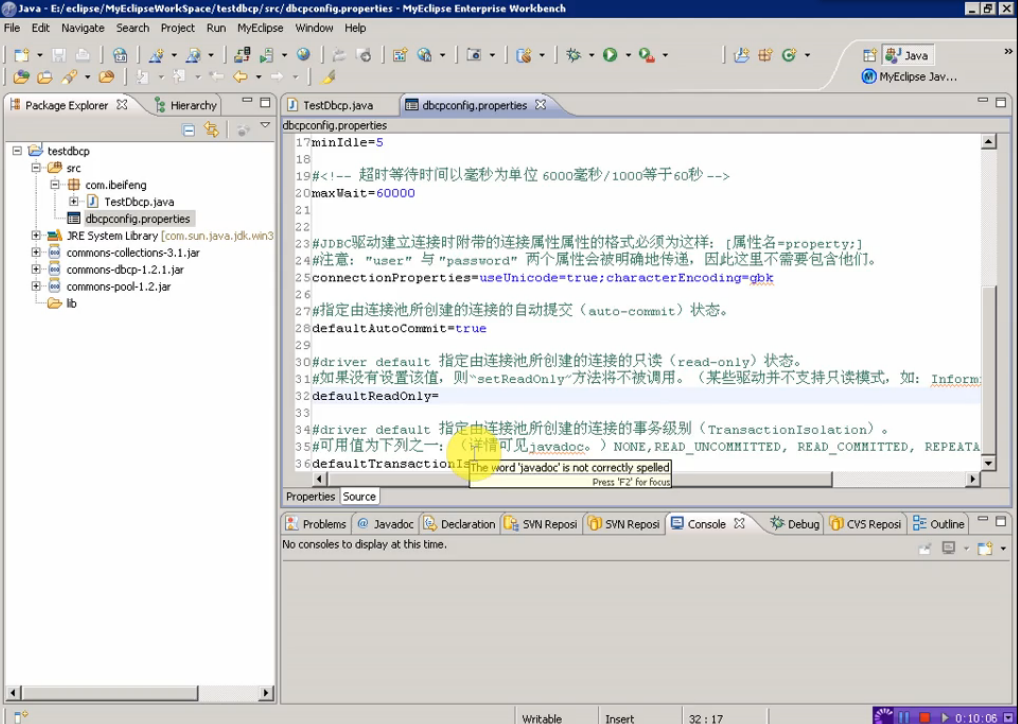 Java - E:/eclipse/MyEclipseWorkSpace/testdbcp/src/dbcpconfig.properties - MyEclipse Enterprise Workbench
File Edit Navigate Search Project Run MyEclipse Window Help
Java
MyEclipse Jav...
Package Explorer
Hierarchy
testdbcp
src
com.ibeifeng
TestDbcp.java
dbcpconfig.properties
JRE System Library [com.sun.java.jdk.win3
commons-collections-3.1.jar
commons-dbcp-1.2.1.jar
commons-pool-1.2.jar
lib
TestDbcp.java
dbcpconfig.properties
dbcpconfig.properties
17minIdle=5
18
19#<!-- 超时等待时间以毫秒为单位 6000毫秒/1000等于60秒 -->
20maxWait=60000
21
22
23#JDBC驱动建立连接时附带的连接属性属性的格式必须为这样：[属性名=property;]
24#注意："user" 与 "password" 两个属性会被明确地传递，因此这里不需要包含他们。
25connectionProperties=useUnicode=true;characterEncoding=gbk
26
27#指定由连接池所创建的连接的自动提交（auto-commit）状态。
28defaultAutoCommit=true
29
30#driver default 指定由连接池所创建的连接的只读（read-only）状态。
31#如果没有设置该值，则“setReadOnly”方法将不被调用。（某些驱动并不支持只读模式，如：Inform
32defaultReadOnly=
33
34#driver default 指定由连接池所创建的连接的事务级别（TransactionIsolation）。
35#可用值为下列之一：（详情可见javadoc。）NONE,READ_UNCOMMITTED, READ_COMMITTED, REPEATA
36defaultTransactionIs
The word 'javadoc' is not correctly spelled
Press 'F2' for focus
Properties Source
Problems Javadoc Declaration SVN Reposi SVN Reposi Console Debug CVS Reposi Outline
No consoles to display at this time.
Writable Insert 32 : 17
0:10:06